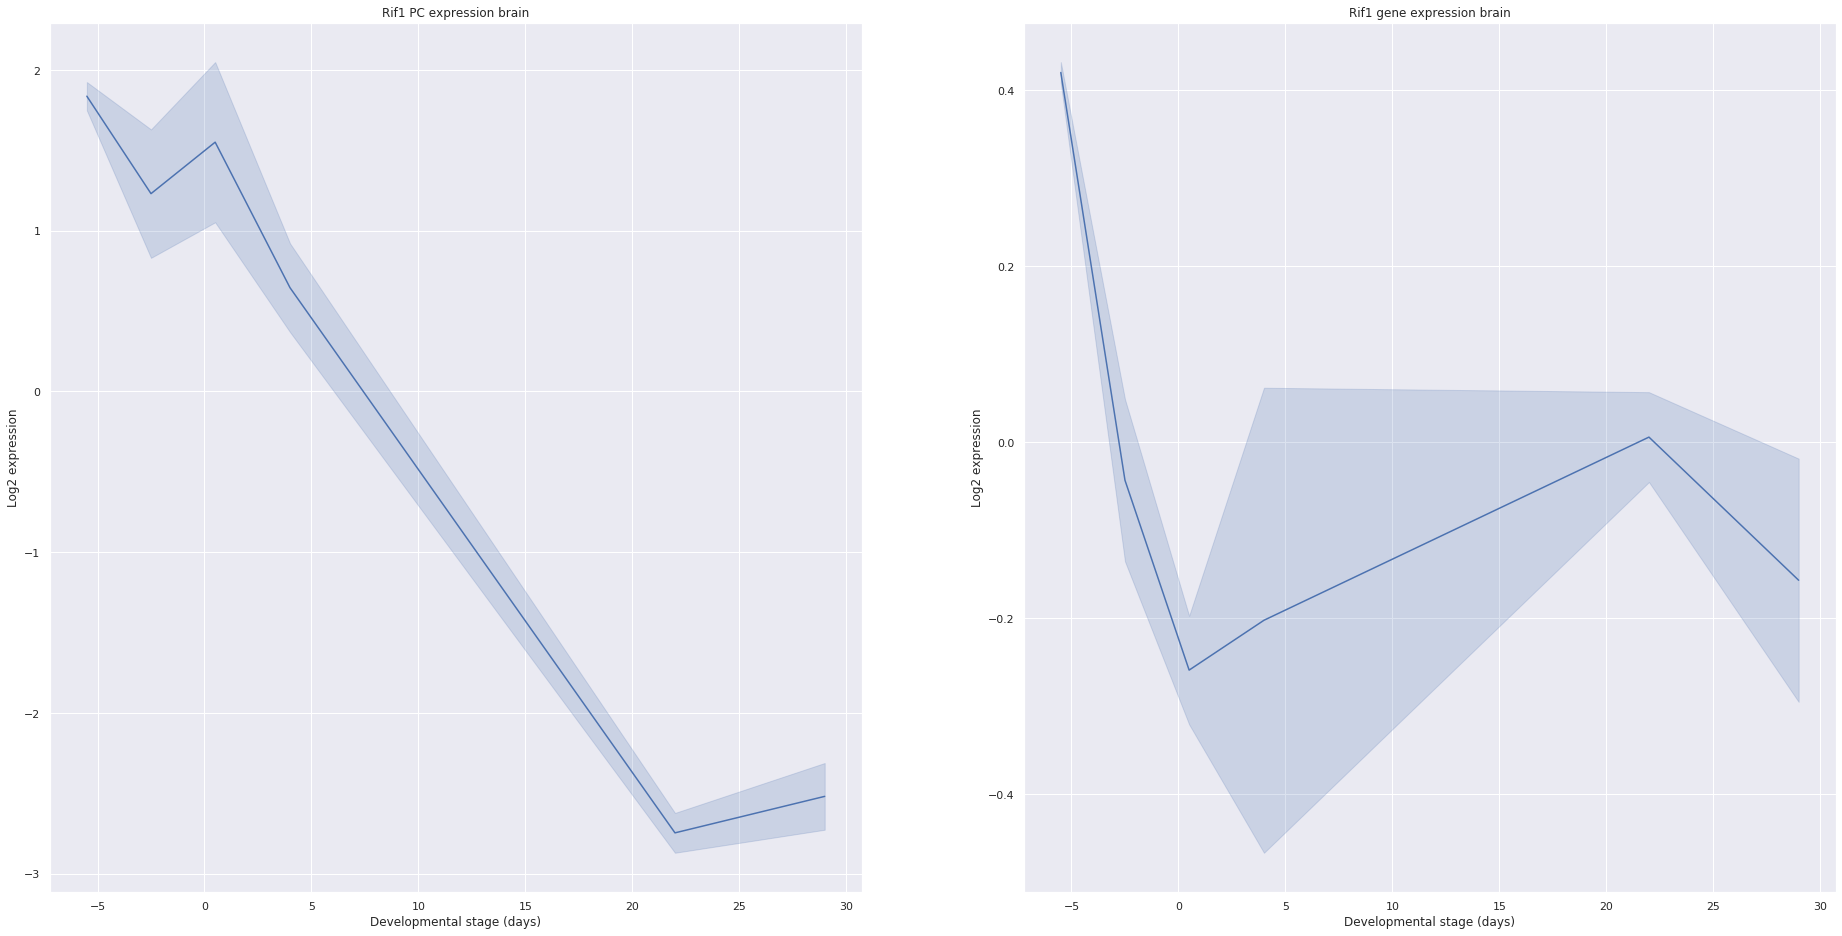 Rif1 PC expression brain
2
1
0
−1
−2
−3
Log2 expression
−5 0 5 10 15 20 25 30
Developmental stage (days)
Rif1 gene expression brain
0.4
0.2
0.0
−0.2
−0.4
Log2 expression
−5 0 5 10 15 20 25 30
Developmental stage (days)